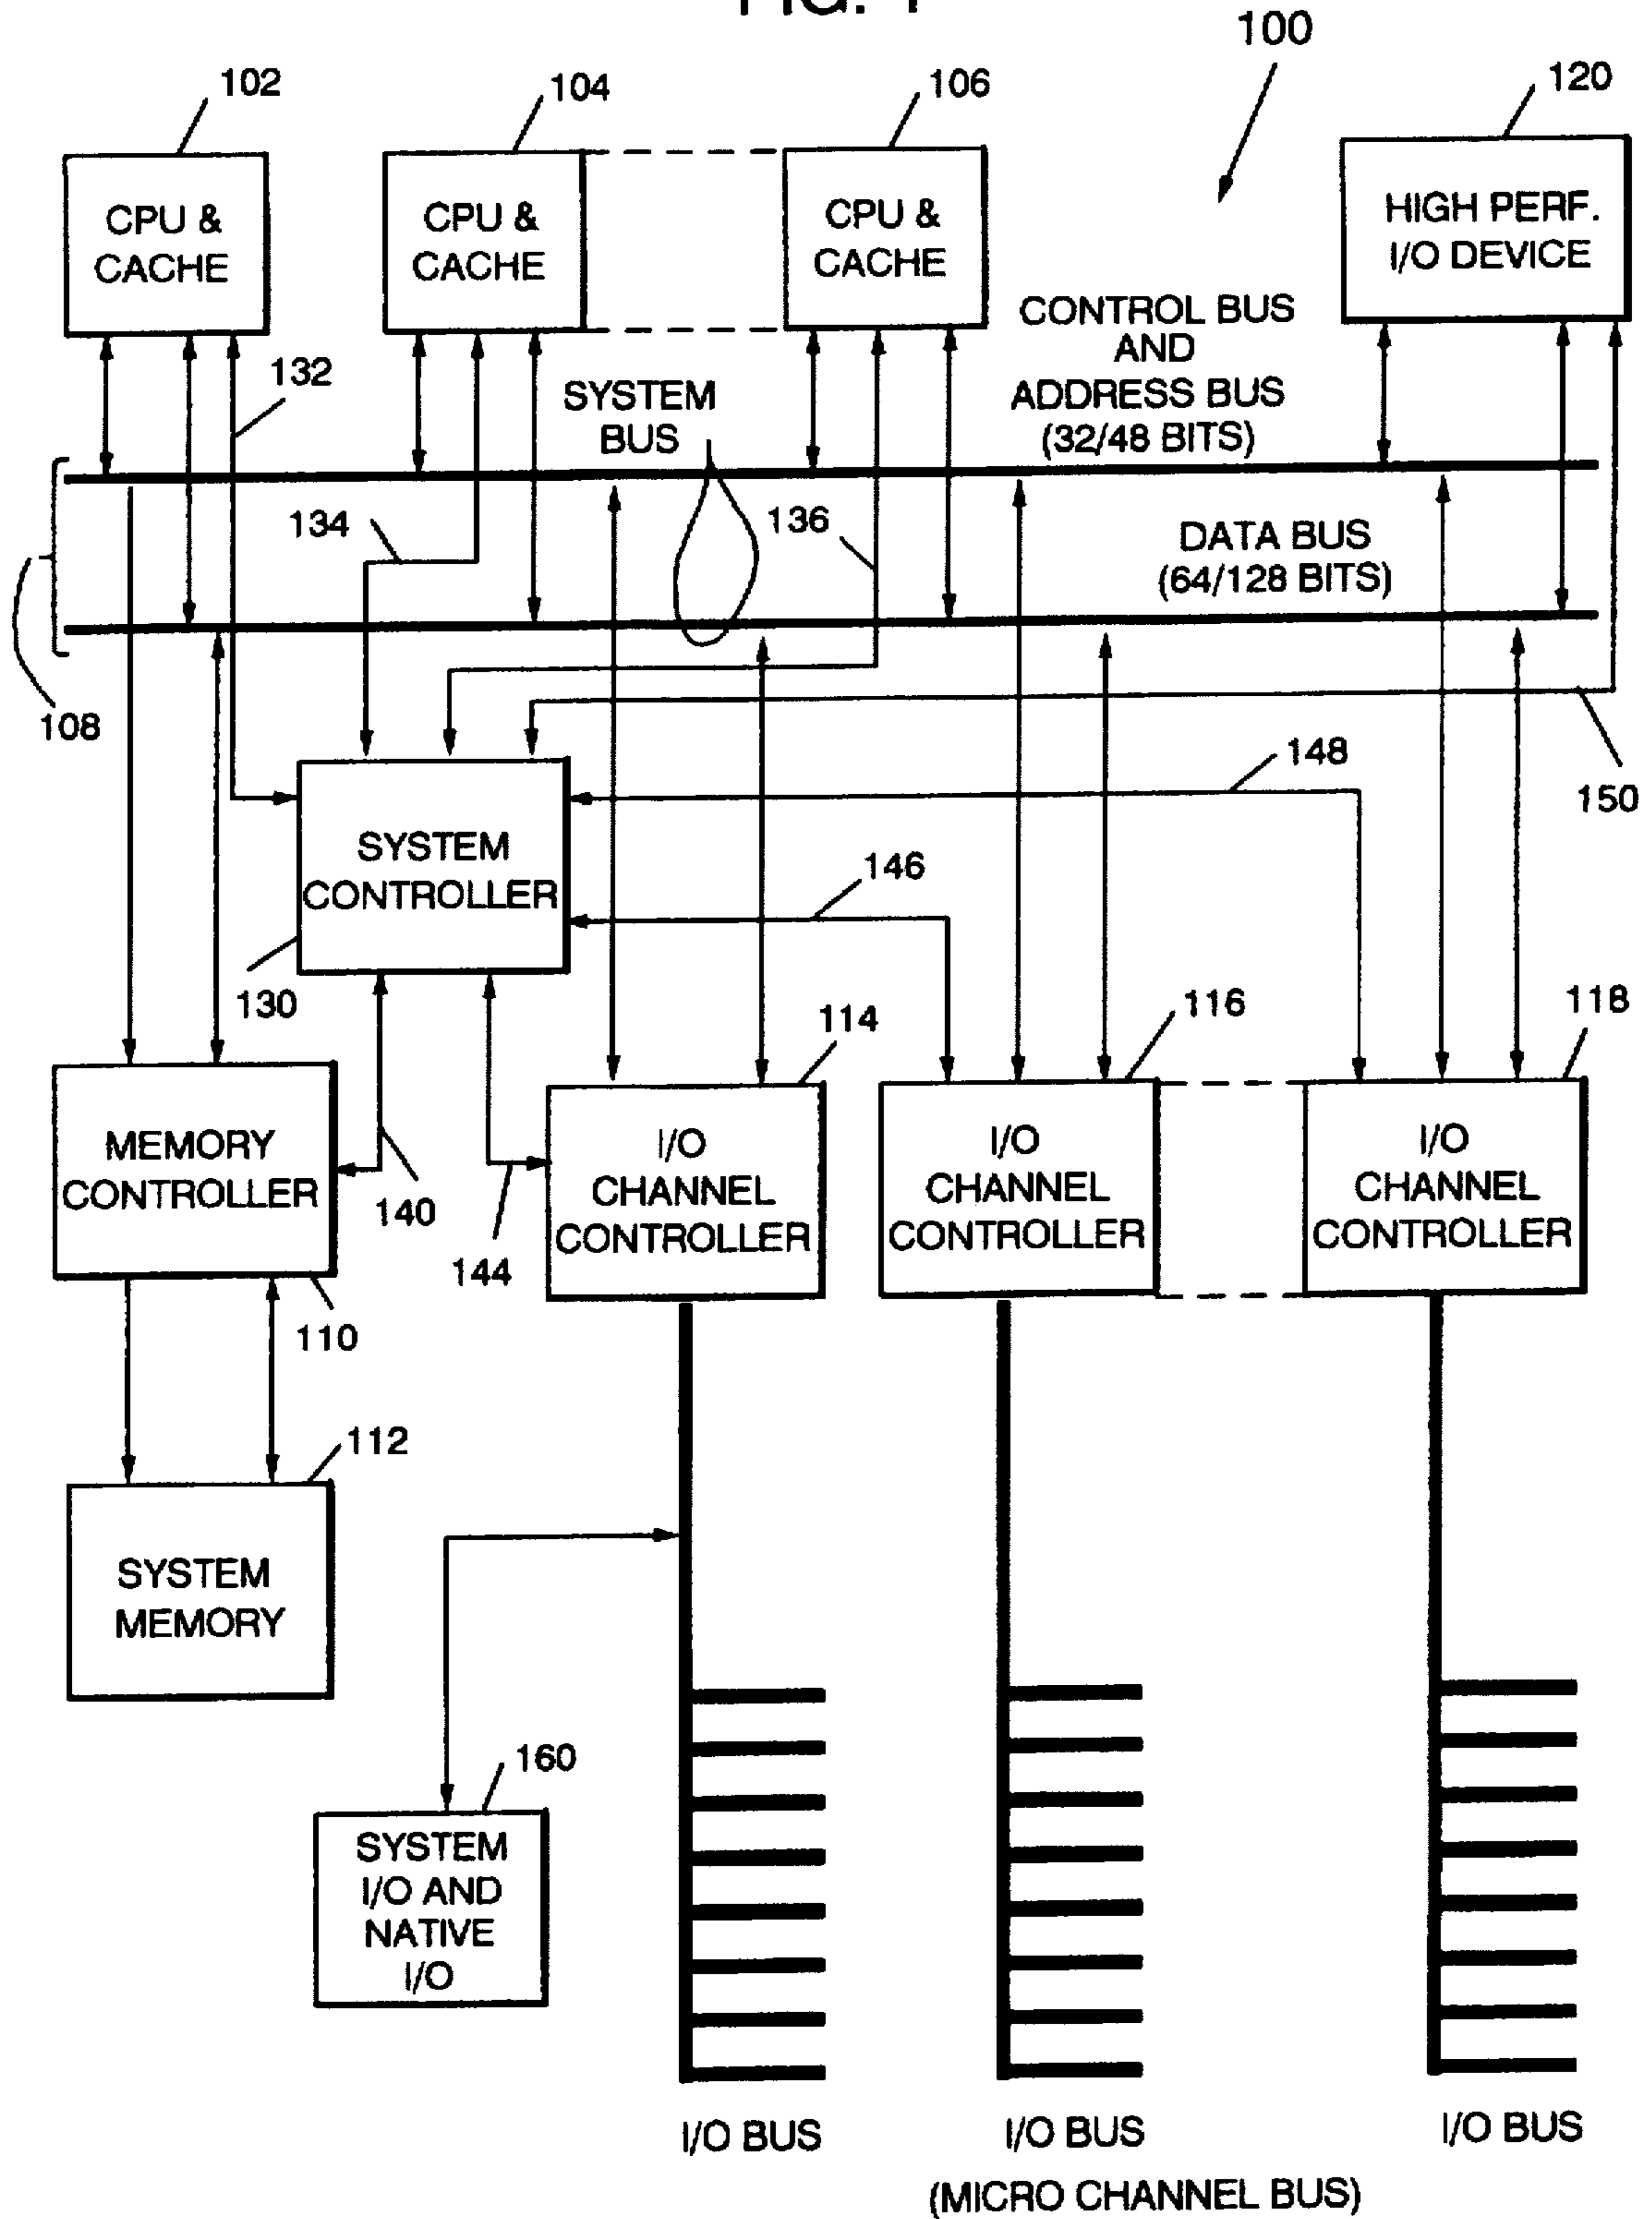 FIG. 1
100
102
104
106
120
CPU &
CACHE
CPU &
CACHE
CPU &
CACHE
HIGH PERF.
I/O DEVICE
CONTROL BUS
AND
ADDRESS BUS
(32/48 BITS)
132
SYSTEM
BUS
134
136
DATA BUS
(64/128 BITS)
108
148
150
SYSTEM
CONTROLLER
146
130
114
116
118
MEMORY
CONTROLLER
I/O
CHANNEL
CONTROLLER
I/O
CHANNEL
CONTROLLER
I/O
CHANNEL
CONTROLLER
140
144
110
112
SYSTEM
MEMORY
160
SYSTEM
I/O AND
NATIVE
I/O
I/O BUS
I/O BUS
I/O BUS
(MICRO CHANNEL BUS)